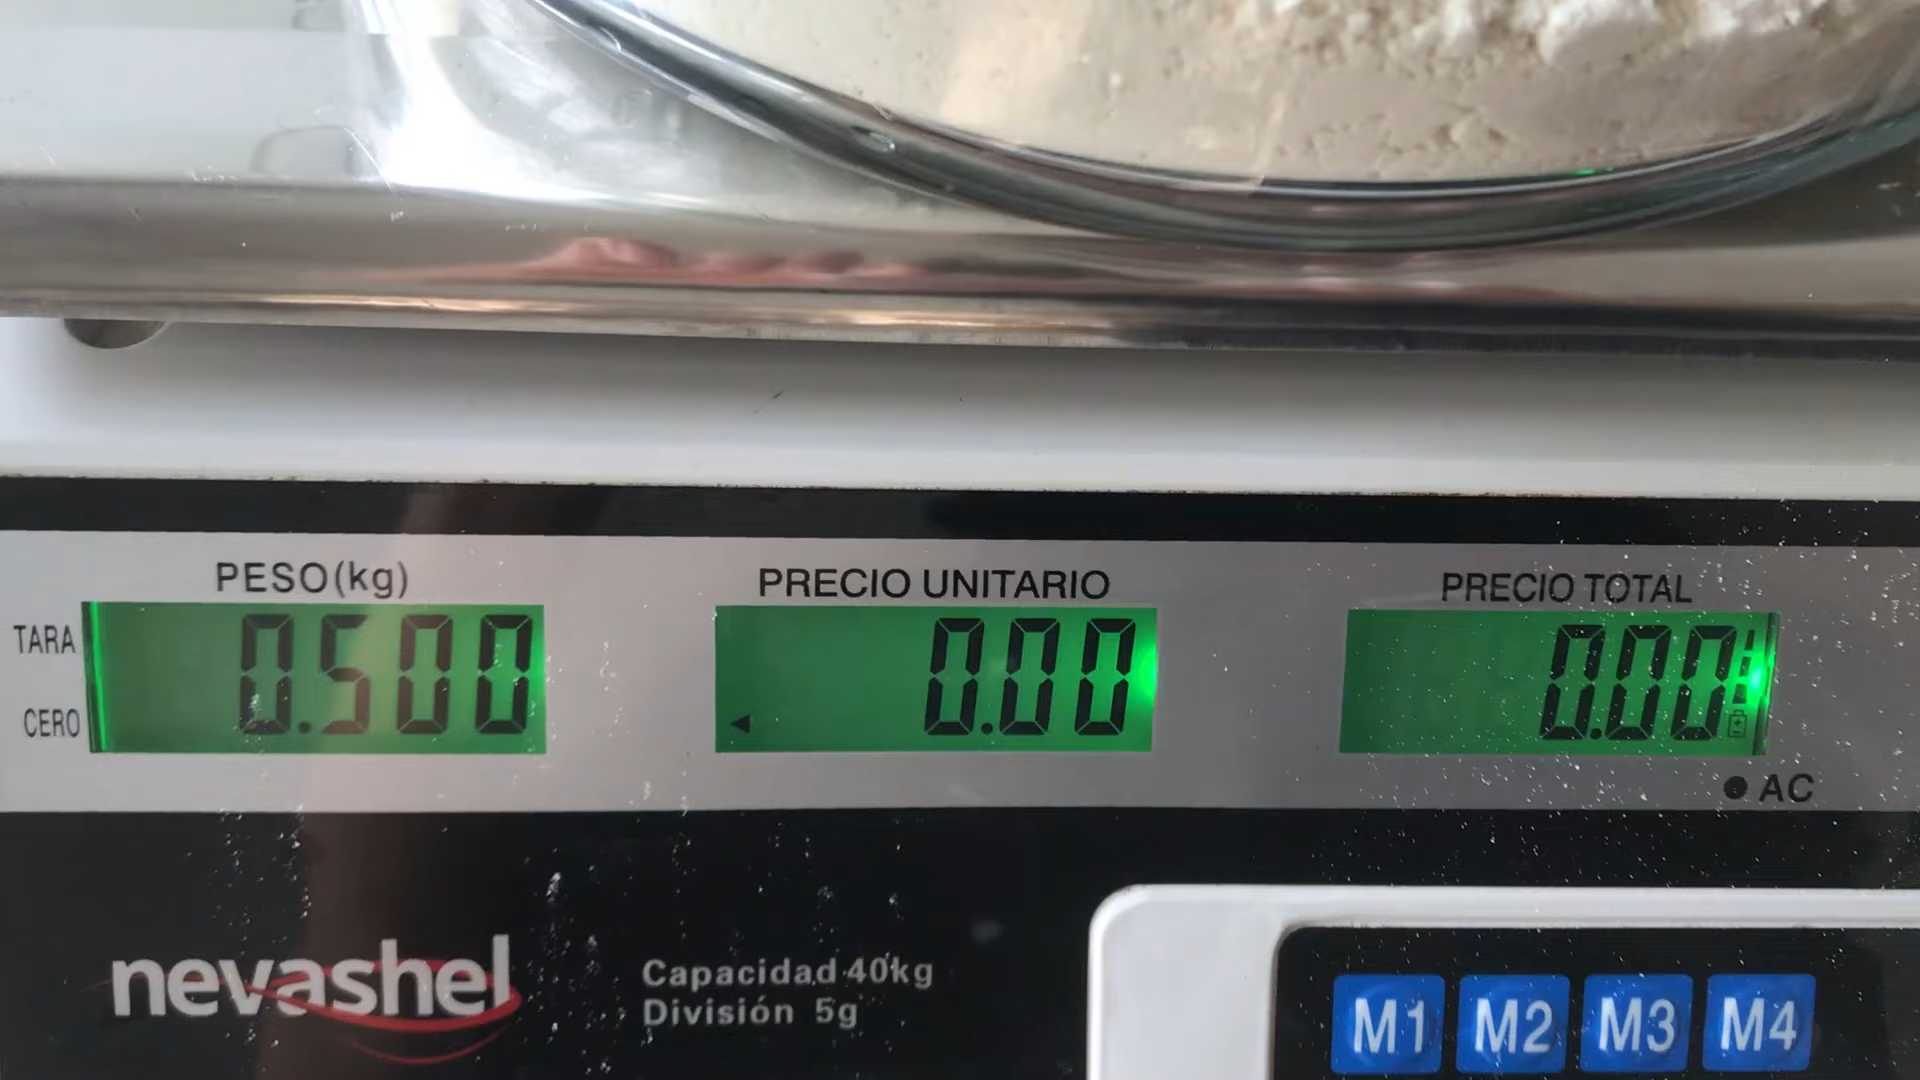 PESO(kg)
PRECIO UNITARIO
PRECIO TOTAL
TARA
CERO
0.500
0.00
0.00
AC
nevashel
Capacidad 40kg
División 5g
M1 M2 M3 M4